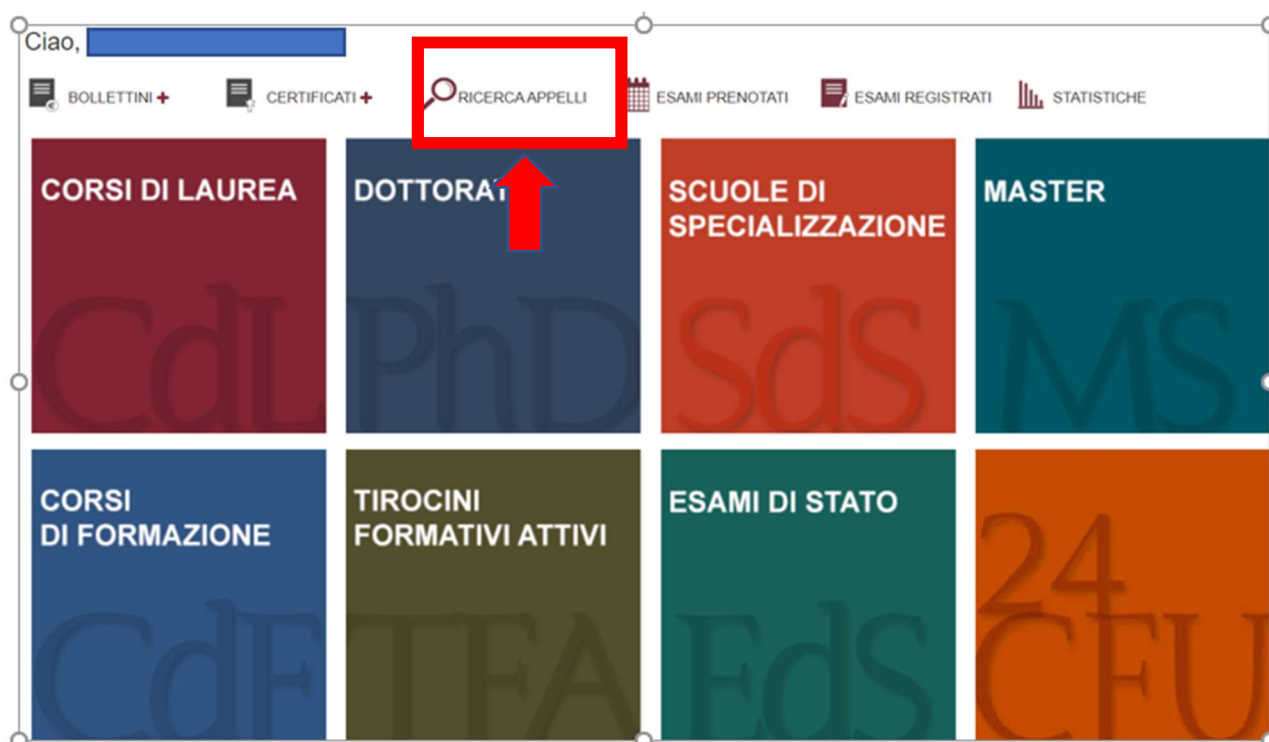 Ciao,
BOLLETTINI + CERTIFICATI + RICERCA APPELLI ESAMI PRENOTATI ESAMI REGISTRATI STATISTICHE
CORSI DI LAUREA
CdL
DOTTORAT
PhD
SCUOLE DI
SPECIALIZZAZIONE
SdS
MASTER
MS
CORSI
DI FORMAZIONE
CdF
TIROCINI
FORMATIVI ATTIVI
TFA
ESAMI DI STATO
EdS
24
CFU